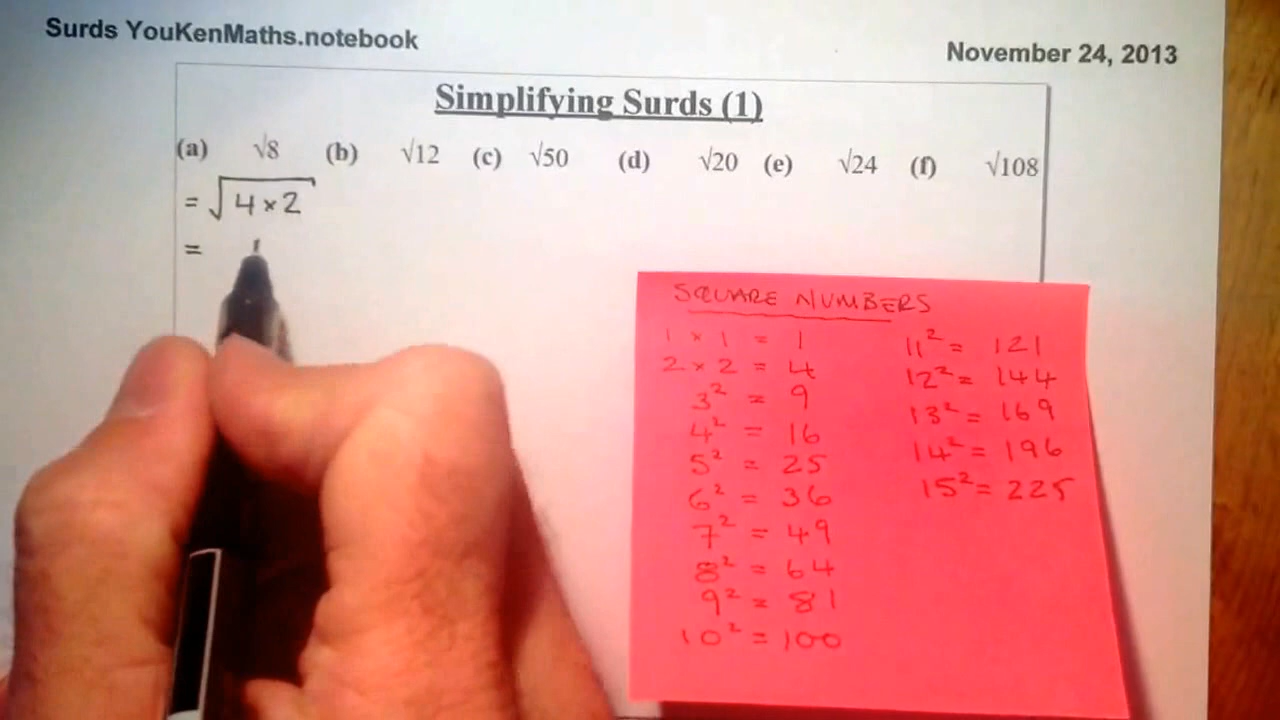 Surds YouKenMaths.notebook
November 24, 2013
Simplifying Surds (1)
(a) √8 (b) √12 (c) √50 (d) √20 (e) √24 (f) √108
= √4 × 2
=
SQUARE NUMBERS
1 × 1 = 1
2 × 2 = 4
3² = 9
4² = 16
5² = 25
6² = 36
7² = 49
8² = 64
9² = 81
10² = 100
11² = 121
12² = 144
13² = 169
14² = 196
15² = 225